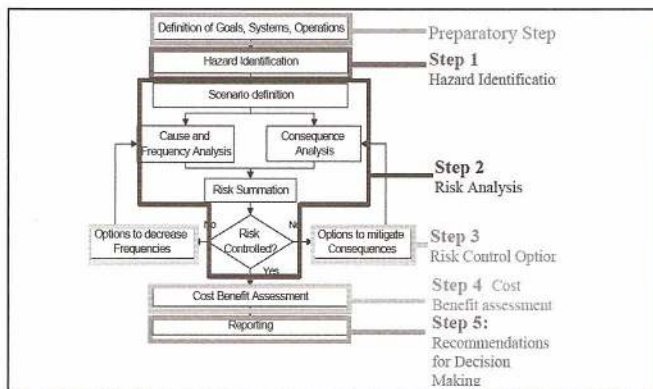 Definition of Goals, Systems, Operations
Preparatory Step
Hazard Identification
Step 1
Hazard Identificatio
Scenario definition
Cause and
Frequency Analysis
Consequence
Analysis
Step 2
Risk Analysis
Risk Summation
No
No
Options to decrease
Frequencies
Risk
Controlled?
Options to mitigate
Consequences
Step 3
Risk Control Option
Yes
Cost Benefit Assessment
Step 4 Cost
Benefit assessment
Reporting
Step 5:
Recommendations
for Decision
Making